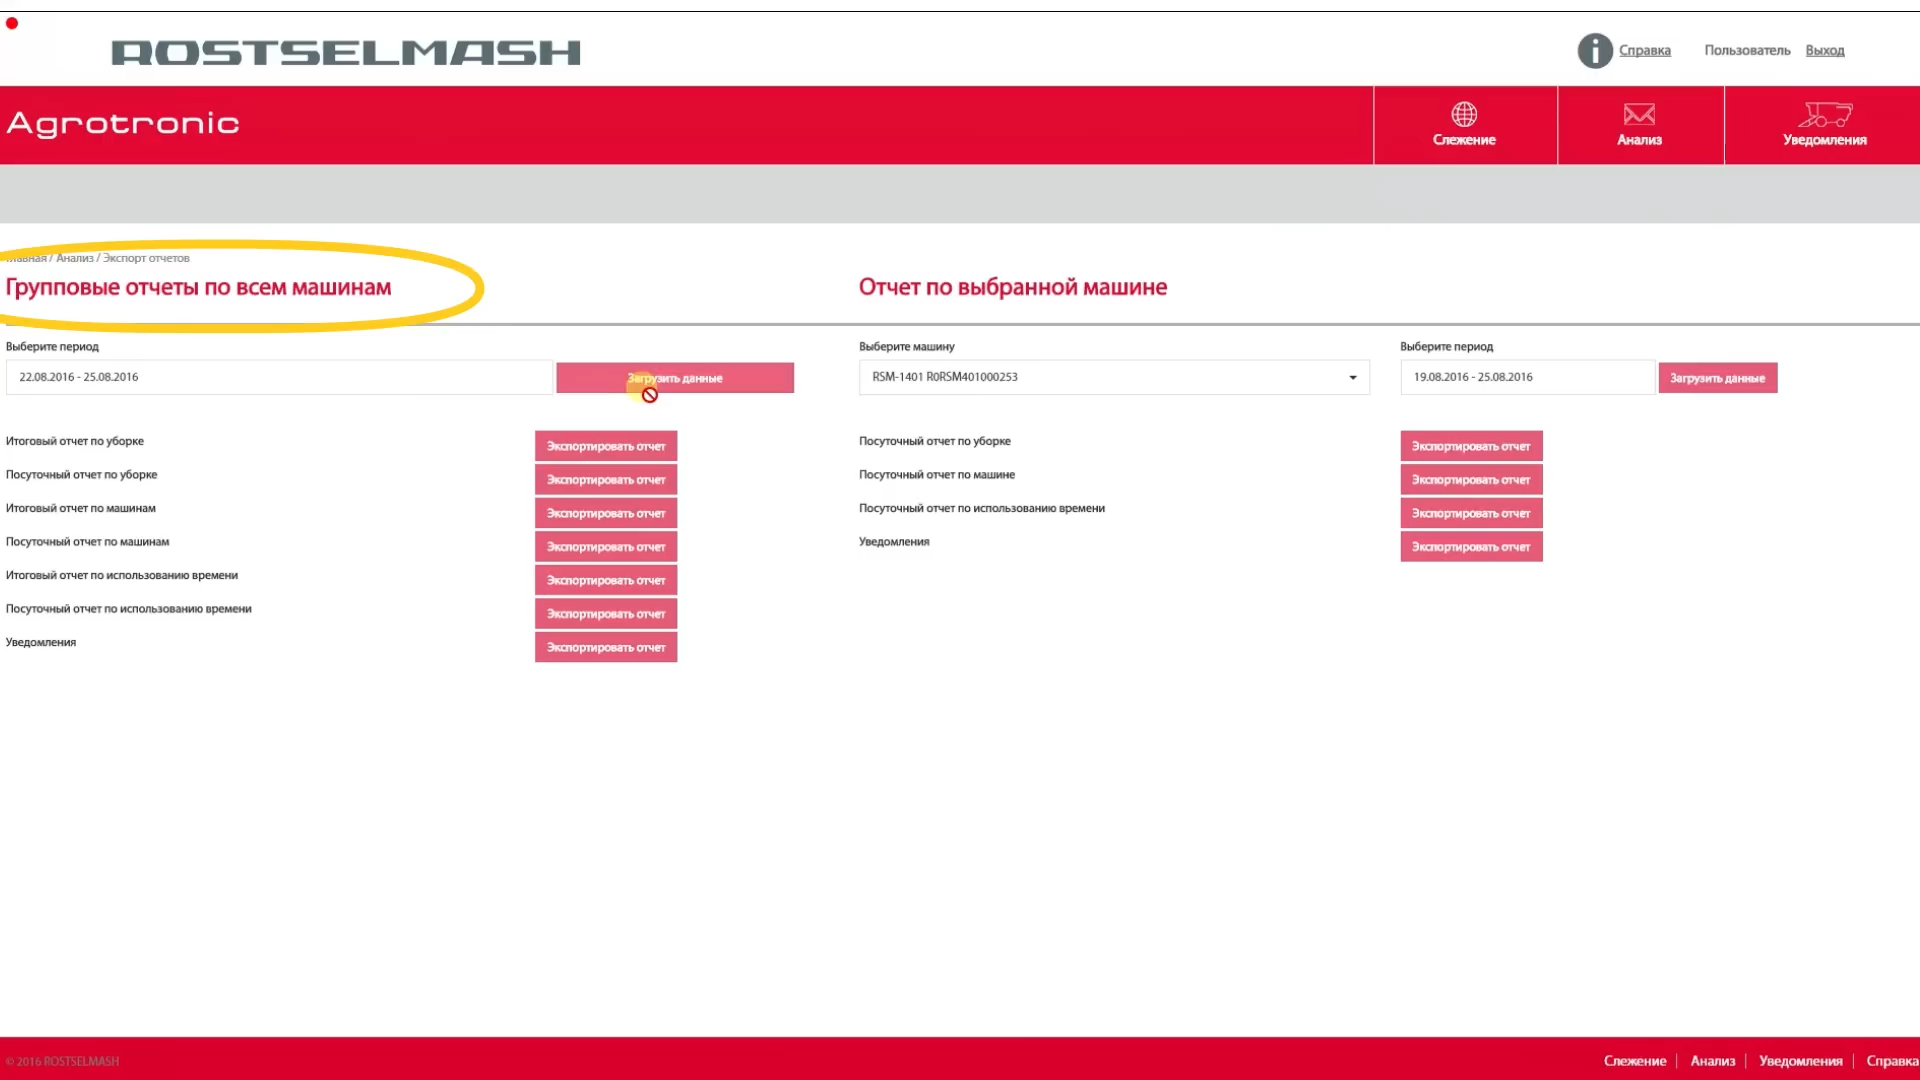 ROSTSELMASH
Справка
Пользователь
Выход
Agrotronic
Слежение
Анализ
Уведомления
Главная / Анализ / Экспорт отчетов
Групповые отчеты по всем машинам
Выберите период
22.08.2016 - 25.08.2016
Загрузить данные
Итоговый отчет по уборке
Экспортировать отчет
Посуточный отчет по уборке
Экспортировать отчет
Итоговый отчет по машинам
Экспортировать отчет
Посуточный отчет по машинам
Экспортировать отчет
Итоговый отчет по использованию времени
Экспортировать отчет
Посуточный отчет по использованию времени
Экспортировать отчет
Уведомления
Экспортировать отчет
Отчет по выбранной машине
Выберите машину
RSM-1401 R0RSM401000253
Выберите период
19.08.2016 - 25.08.2016
Загрузить данные
Посуточный отчет по уборке
Экспортировать отчет
Посуточный отчет по машине
Экспортировать отчет
Посуточный отчет по использованию времени
Экспортировать отчет
Уведомления
Экспортировать отчет
© 2016 ROSTSELMASH
Слежение
Анализ
Уведомления
Справка